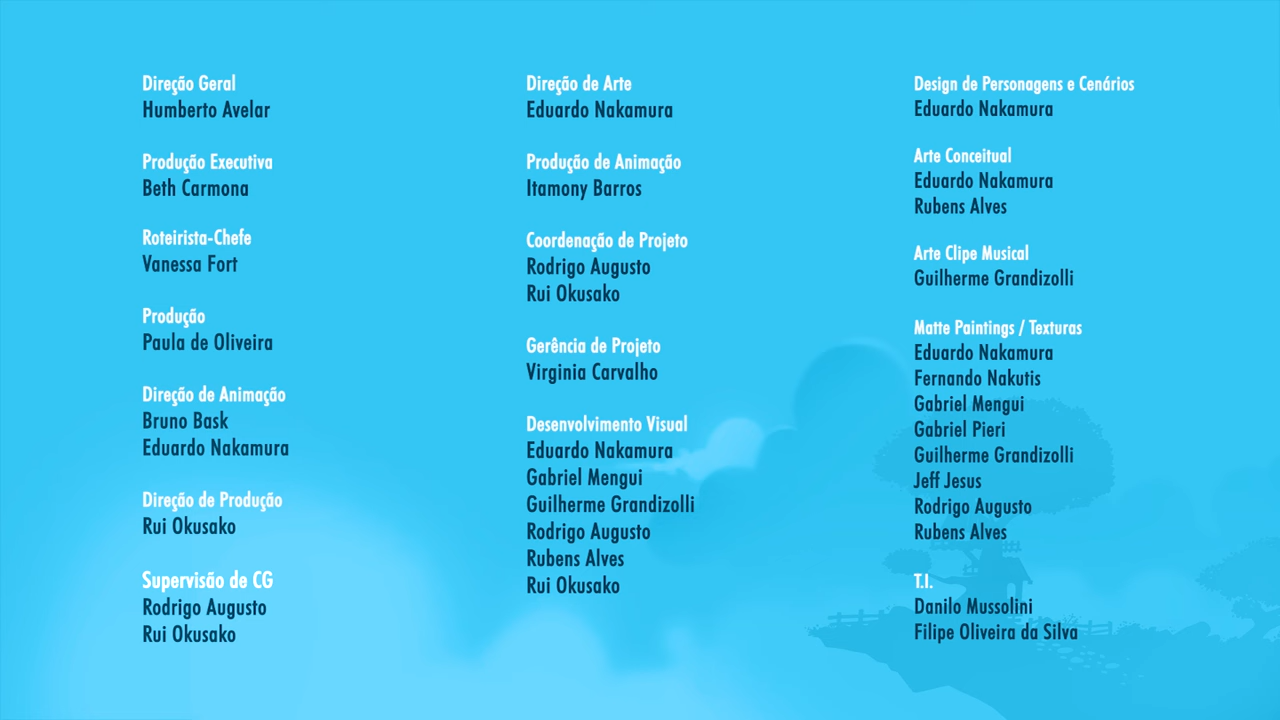 Direção Geral
Humberto Avelar
Produção Executiva
Beth Carmona
Roteirista-Chefe
Vanessa Fort
Produção
Paula de Oliveira
Direção de Animação
Bruno Bask
Eduardo Nakamura
Direção de Produção
Rui Okusako
Supervisão de CG
Rodrigo Augusto
Rui Okusako
Direção de Arte
Eduardo Nakamura
Produção de Animação
Itamony Barros
Coordenação de Projeto
Rodrigo Augusto
Rui Okusako
Gerência de Projeto
Virginia Carvalho
Desenvolvimento Visual
Eduardo Nakamura
Gabriel Mengui
Guilherme Grandizolli
Rodrigo Augusto
Rubens Alves
Rui Okusako
Design de Personagens e Cenários
Eduardo Nakamura
Arte Conceitual
Eduardo Nakamura
Rubens Alves
Arte Clipe Musical
Guilherme Grandizolli
Matte Paintings / Texturas
Eduardo Nakamura
Fernando Nakutis
Gabriel Mengui
Gabriel Pieri
Guilherme Grandizolli
Jeff Jesus
Rodrigo Augusto
Rubens Alves
T.I.
Danilo Mussolini
Filipe Oliveira da Silva